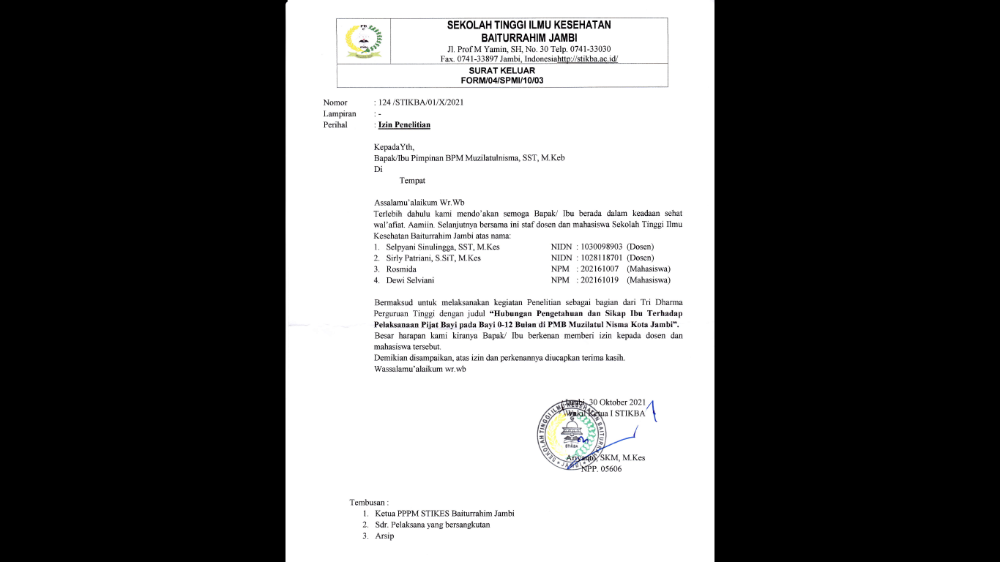 SEKOLAH TINGGI ILMU KESEHATAN
BAITURRAHIM JAMBI
Jl. Prof M Yamin, SH, No. 30 Telp. 0741-33030
Fax. 0741-33897 Jambi, Indonesiahttp://stikba.ac.id/
SURAT KELUAR
FORM/04/SPMI/10/03
Nomor : 124 /STIKBA/01/X/2021
Lampiran : -
Perihal : Izin Penelitian
KepadaYth,
Bapak/Ibu Pimpinan BPM Muzilatulnisma, SST, M.Keb
Di
Tempat
Assalamu’alaikum Wr.Wb
Terlebih dahulu kami mendo’akan semoga Bapak/ Ibu berada dalam keadaan sehat
wal’afiat. Aamiin. Selanjutnya bersama ini staf dosen dan mahasiswa Sekolah Tinggi Ilmu
Kesehatan Baiturrahim Jambi atas nama:
1. Selpyani Sinulingga, SST, M.Kes NIDN : 1030098903 (Dosen)
2. Sirly Patriani, S.SiT, M.Kes NIDN : 1028118701 (Dosen)
3. Rosmida NPM : 202161007 (Mahasiswa)
4. Dewi Selviani NPM : 202161019 (Mahasiswa)
Bermaksud untuk melaksanakan kegiatan Penelitian sebagai bagian dari Tri Dharma
Perguruan Tinggi dengan judul “Hubungan Pengetahuan dan Sikap Ibu Terhadap
Pelaksanaan Pijat Bayi pada Bayi 0-12 Bulan di PMB Muzilatul Nisma Kota Jambi”.
Besar harapan kami kiranya Bapak/ Ibu berkenan memberi izin kepada dosen dan
mahasiswa tersebut.
Demikian disampaikan, atas izin dan perkenannya diucapkan terima kasih.
Wassalamu’alaikum wr.wb
Jambi, 30 Oktober 2021
Wakil Ketua I STIKBA
SEKOLAH TINGGI ILMU KESEHATAN BAITURRAHIM
STIKBA
JAMBI
Ariyanto, SKM, M.Kes
NPP. 05606
Tembusan :
1. Ketua PPPM STIKES Baiturrahim Jambi
2. Sdr. Pelaksana yang bersangkutan
3. Arsip